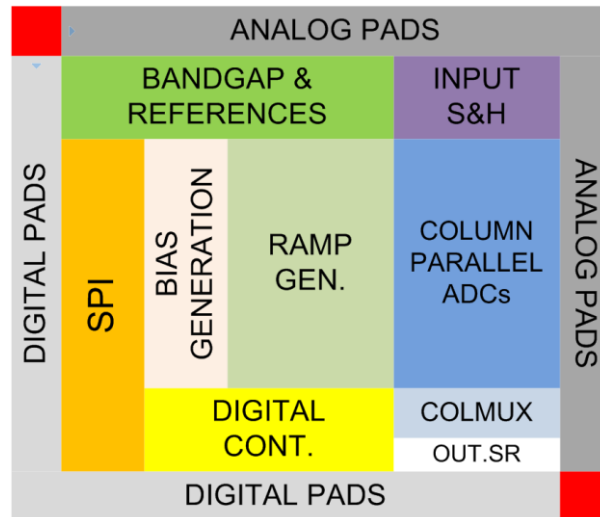 ANALOG PADS
BANDGAP &
REFERENCES
INPUT
S&H
DIGITAL PADS
SPI
BIAS
GENERATION
RAMP
GEN.
COLUMN
PARALLEL
ADCs
ANALOG PADS
DIGITAL
CONT.
COLMUX
OUT.SR
DIGITAL PADS